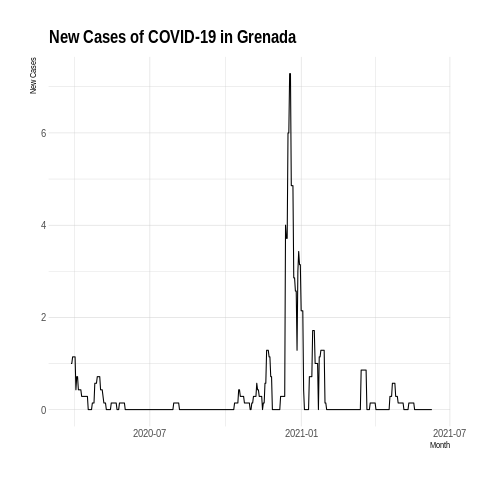 New Cases of COVID-19 in Grenada
New Cases
6
4
2
0
2020-07
2021-01
2021-07
Month